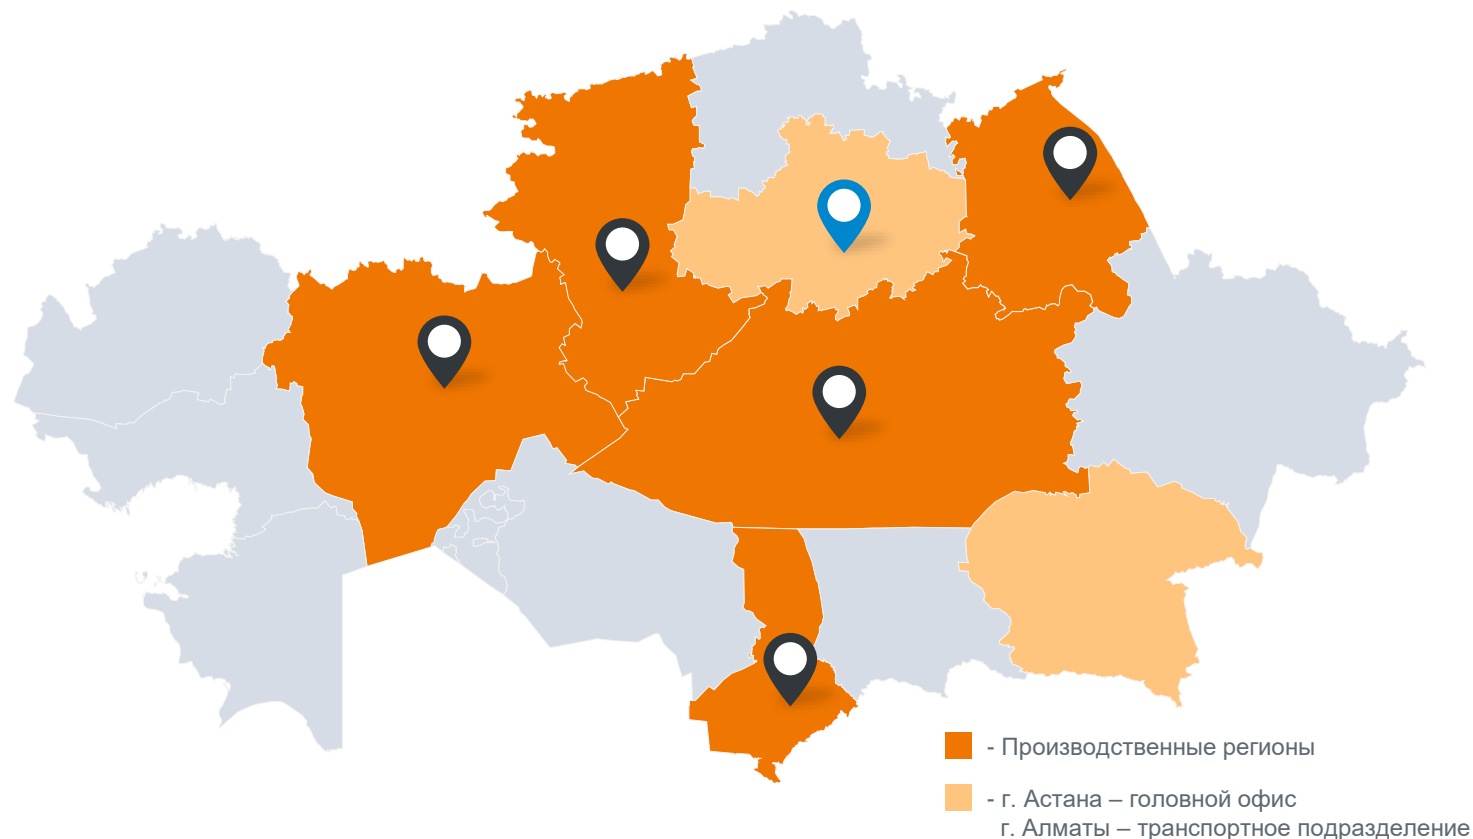 - Производственные регионы
- г. Астана – головной офис
г. Алматы – транспортное подразделение